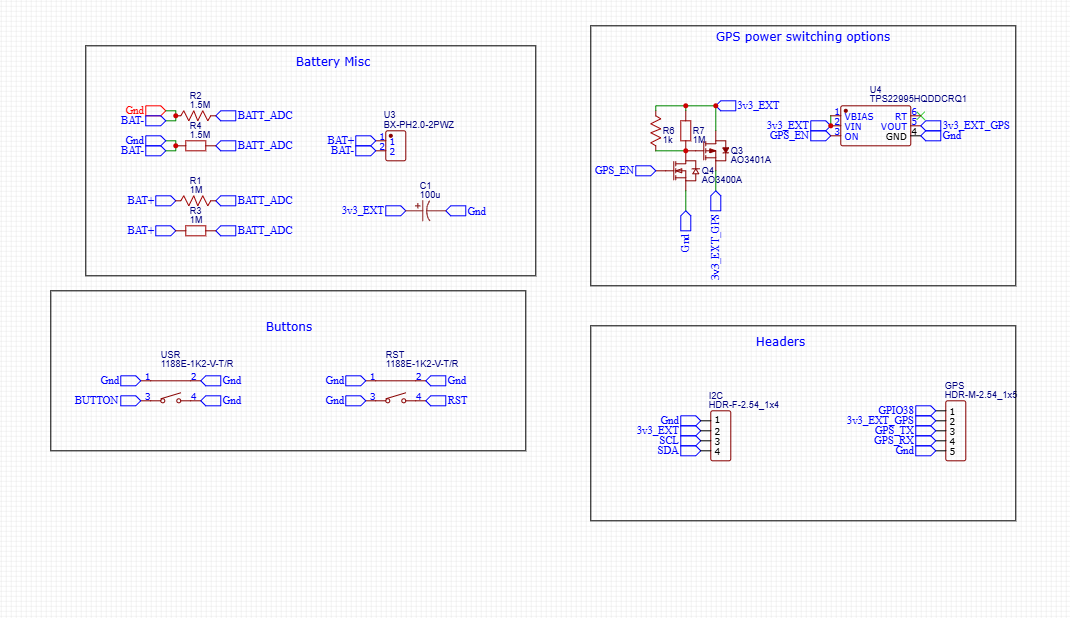 Battery Misc
R2
1.5M
Gnd
BAT-
BATT_ADC
R4
1.5M
Gnd
BAT-
BATT_ADC
R1
1M
BAT+
BATT_ADC
R3
1M
BAT+
BATT_ADC
U3
BX-PH2.0-2PWZ
BAT+ 1 1
BAT- 2 2
C1
100u
3v3_EXT + Gnd
GPS power switching options
3v3_EXT
R6
1k
R7
1M
Q3
AO3401A
GPS_EN
Q4
AO3400A
Gnd
3v3_EXT_GPS
U4
TPS22995HQDDCRQ1
1 VBIAS RT 6
3v3_EXT 2 VIN VOUT 5 3v3_EXT_GPS
GPS_EN 3 ON GND 4 Gnd
Buttons
USR
1188E-1K2-V-T/R
Gnd 1 2 Gnd
BUTTON 3 4 Gnd
RST
1188E-1K2-V-T/R
Gnd 1 2 Gnd
Gnd 3 4 RST
Headers
I2C
HDR-F-2.54_1x4
Gnd 1
3v3_EXT 2
SCL 3
SDA 4
GPS
HDR-M-2.54_1x5
GPIO38 1
3v3_EXT_GPS 2
GPS_TX 3
GPS_RX 4
Gnd 5